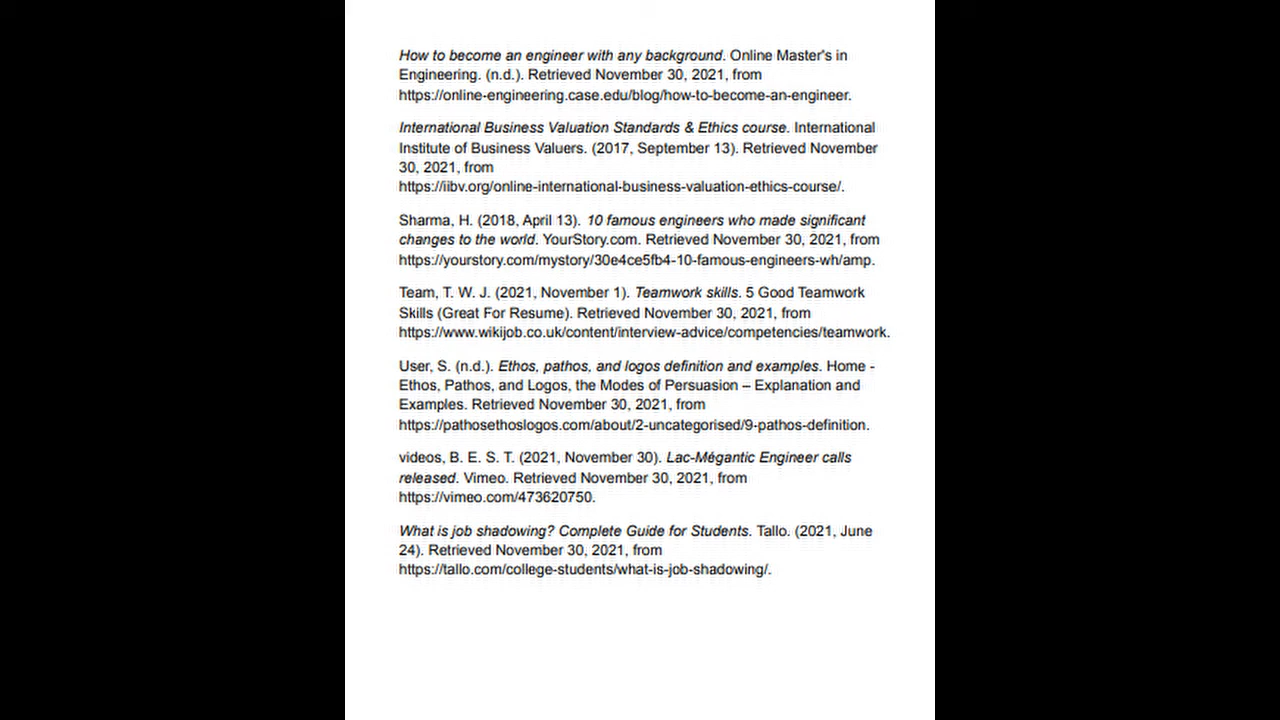 How to become an engineer with any background. Online Master's in
Engineering. (n.d.). Retrieved November 30, 2021, from
https://online-engineering.case.edu/blog/how-to-become-an-engineer.
International Business Valuation Standards & Ethics course. International
Institute of Business Valuers. (2017, September 13). Retrieved November
30, 2021, from
https://iibv.org/online-international-business-valuation-ethics-course/.
Sharma, H. (2018, April 13). 10 famous engineers who made significant
changes to the world. YourStory.com. Retrieved November 30, 2021, from
https://yourstory.com/mystory/30e4ce5fb4-10-famous-engineers-wh/amp.
Team, T. W. J. (2021, November 1). Teamwork skills. 5 Good Teamwork
Skills (Great For Resume). Retrieved November 30, 2021, from
https://www.wikijob.co.uk/content/interview-advice/competencies/teamwork.
User, S. (n.d.). Ethos, pathos, and logos definition and examples. Home -
Ethos, Pathos, and Logos, the Modes of Persuasion – Explanation and
Examples. Retrieved November 30, 2021, from
https://pathosethoslogos.com/about/2-uncategorised/9-pathos-definition.
videos, B. E. S. T. (2021, November 30). Lac-Mégantic Engineer calls
released. Vimeo. Retrieved November 30, 2021, from
https://vimeo.com/473620750.
What is job shadowing? Complete Guide for Students. Tallo. (2021, June
24). Retrieved November 30, 2021, from
https://tallo.com/college-students/what-is-job-shadowing/.